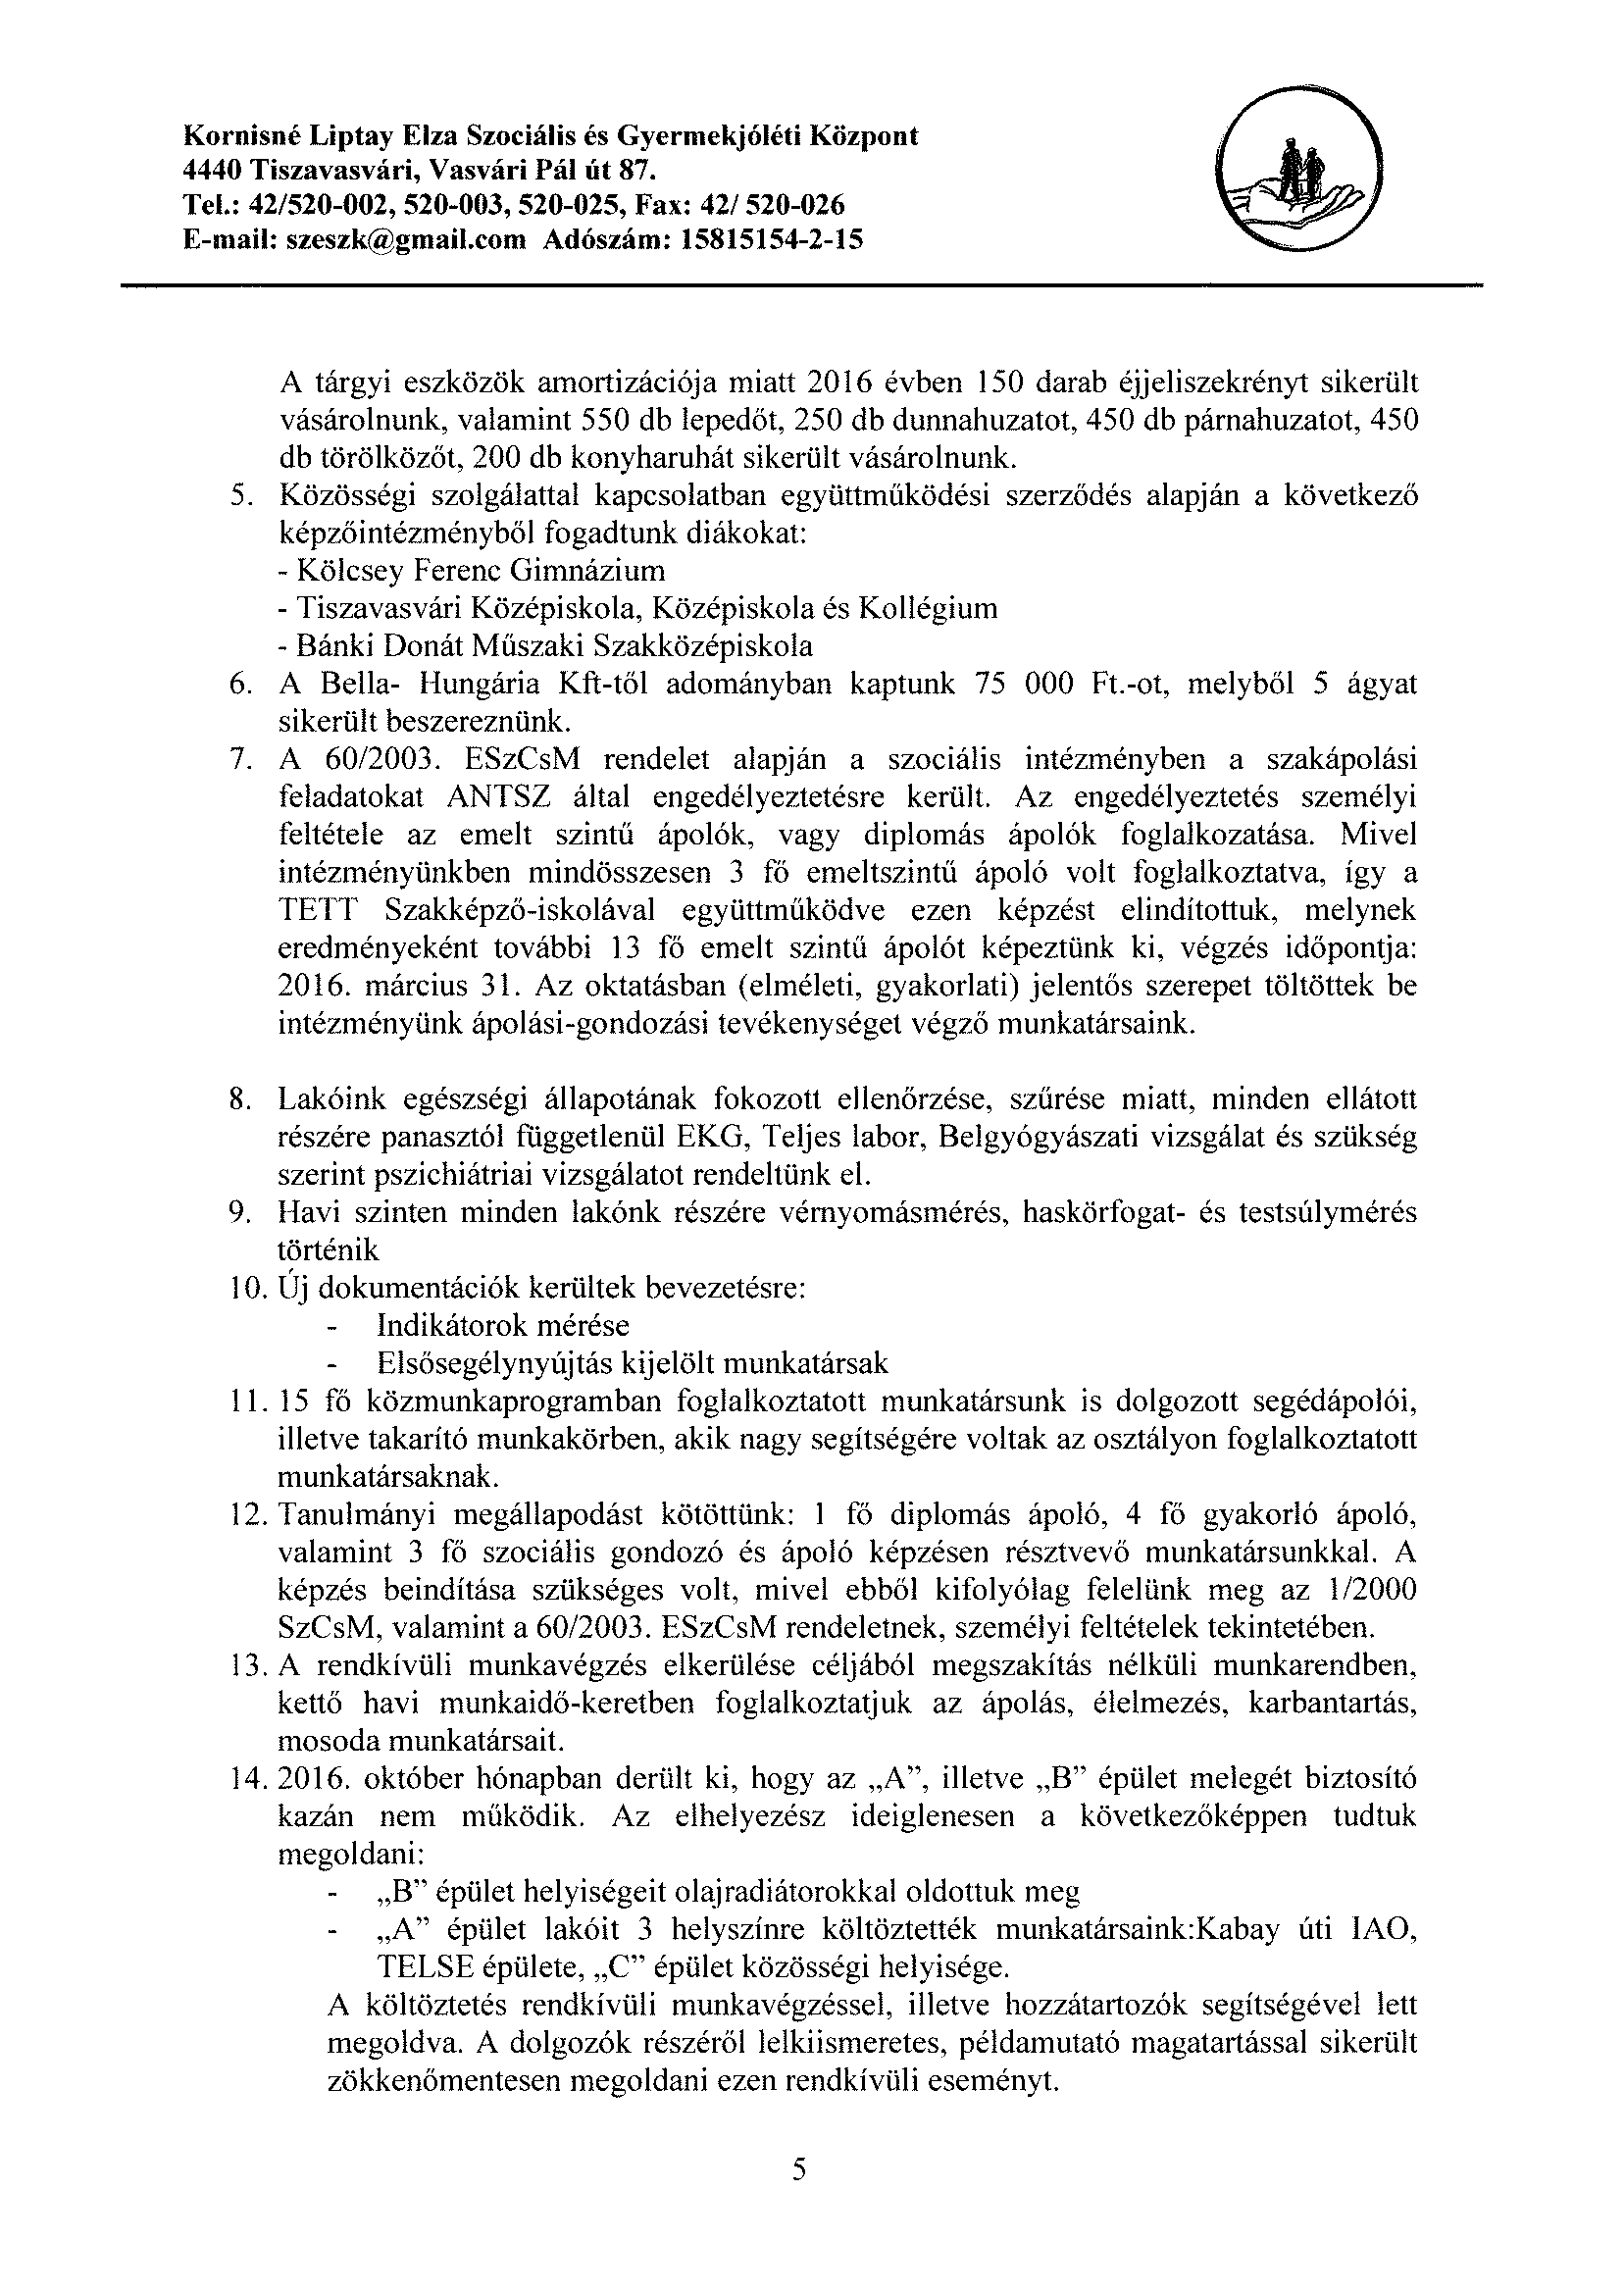 Kornisné Liptay Elza Szociális és Gyermekjóléti Központ
4440 Tiszavasvári, Vasvári Pál út 87.
Tel.: 42/520-002, 520-003, 520-025, Fax: 42/ 520-026
E-mail: szeszk@gmail.com Adószám: 15815154-2-15
A tárgyi eszközök amortizációja miatt 2016 évben 150 darab éjjeliszekrényt sikerült
vásárolnunk, valamint 550 db lepedőt, 250 db dunnahuzatot, 450 db párnahuzatot, 450
db törölközőt, 200 db konyharuhát sikerült vásárolnunk.
5. Közösségi szolgálattal kapcsolatban együttműködési szerződés alapján a következő
képzőintézményből fogadtunk diákokat:
- Kölcsey Ferenc Gimnázium
- Tiszavasvári Középiskola, Középiskola és Kollégium
- Bánki Donát Műszaki Szakközépiskola
6. A Bella- Hungária Kft-től adományban kaptunk 75 000 Ft.-ot, melyből 5 ágyat
sikerült beszereznünk.
7. A 60/2003. ESzCsM rendelet alapján a szociális intézményben a szakápolási
feladatokat ANTSZ által engedélyeztetésre került. Az engedélyeztetés személyi
feltétele az emelt szintű ápolók, vagy diplomás ápolók foglalkozatása. Mivel
intézményünkben mindösszesen 3 fő emeltszintű ápoló volt foglalkoztatva, így a
TETT Szakképző-iskolával együttműködve ezen képzést elindítottuk, melynek
eredményeként további 13 fő emelt szintű ápolót képeztünk ki, végzés időpontja:
2016. március 31. Az oktatásban (elméleti, gyakorlati) jelentős szerepet töltöttek be
intézményünk ápolási-gondozási tevékenységet végző munkatársaink.
8. Lakóink egészségi állapotának fokozott ellenőrzése, szűrése miatt, minden ellátott
részére panasztól függetlenül EKG, Teljes labor, Belgyógyászati vizsgálat és szükség
szerint pszichiátriai vizsgálatot rendeltünk el.
9. Havi szinten minden lakónk részére vérnyomásmérés, haskörfogat- és testsúlymérés
történik
10. Új dokumentációk kerültek bevezetésre:
- Indikátorok mérése
- Elsősegélynyújtás kijelölt munkatársak
11. 15 fő közmunkaprogramban foglalkoztatott munkatársunk is dolgozott segédápolói,
illetve takarító munkakörben, akik nagy segítségére voltak az osztályon foglalkoztatott
munkatársaknak.
12. Tanulmányi megállapodást kötöttünk: 1 fő diplomás ápoló, 4 fő gyakorló ápoló,
valamint 3 fő szociális gondozó és ápoló képzésen résztvevő munkatársunkkal. A
képzés beindítása szükséges volt, mivel ebből kifolyólag felelünk meg az 1/2000
SzCsM, valamint a 60/2003. ESzCsM rendeletnek, személyi feltételek tekintetében.
13. A rendkívüli munkavégzés elkerülése céljából megszakítás nélküli munkarendben,
kettő havi munkaidő-keretben foglalkoztatjuk az ápolás, élelmezés, karbantartás,
mosoda munkatársait.
14. 2016. október hónapban derült ki, hogy az „A”, illetve „B” épület melegét biztosító
kazán nem működik. Az elhelyezész ideiglenesen a következőképpen tudtuk
megoldani:
- „B” épület helyiségeit olajradiátorokkal oldottuk meg
- „A” épület lakóit 3 helyszínre költöztették munkatársaink:Kabay úti IAO,
TELSE épülete, „C” épület közösségi helyisége.
A költöztetés rendkívüli munkavégzéssel, illetve hozzátartozók segítségével lett
megoldva. A dolgozók részéről lelkiismeretes, példamutató magatartással sikerült
zökkenőmentesen megoldani ezen rendkívüli eseményt.
5